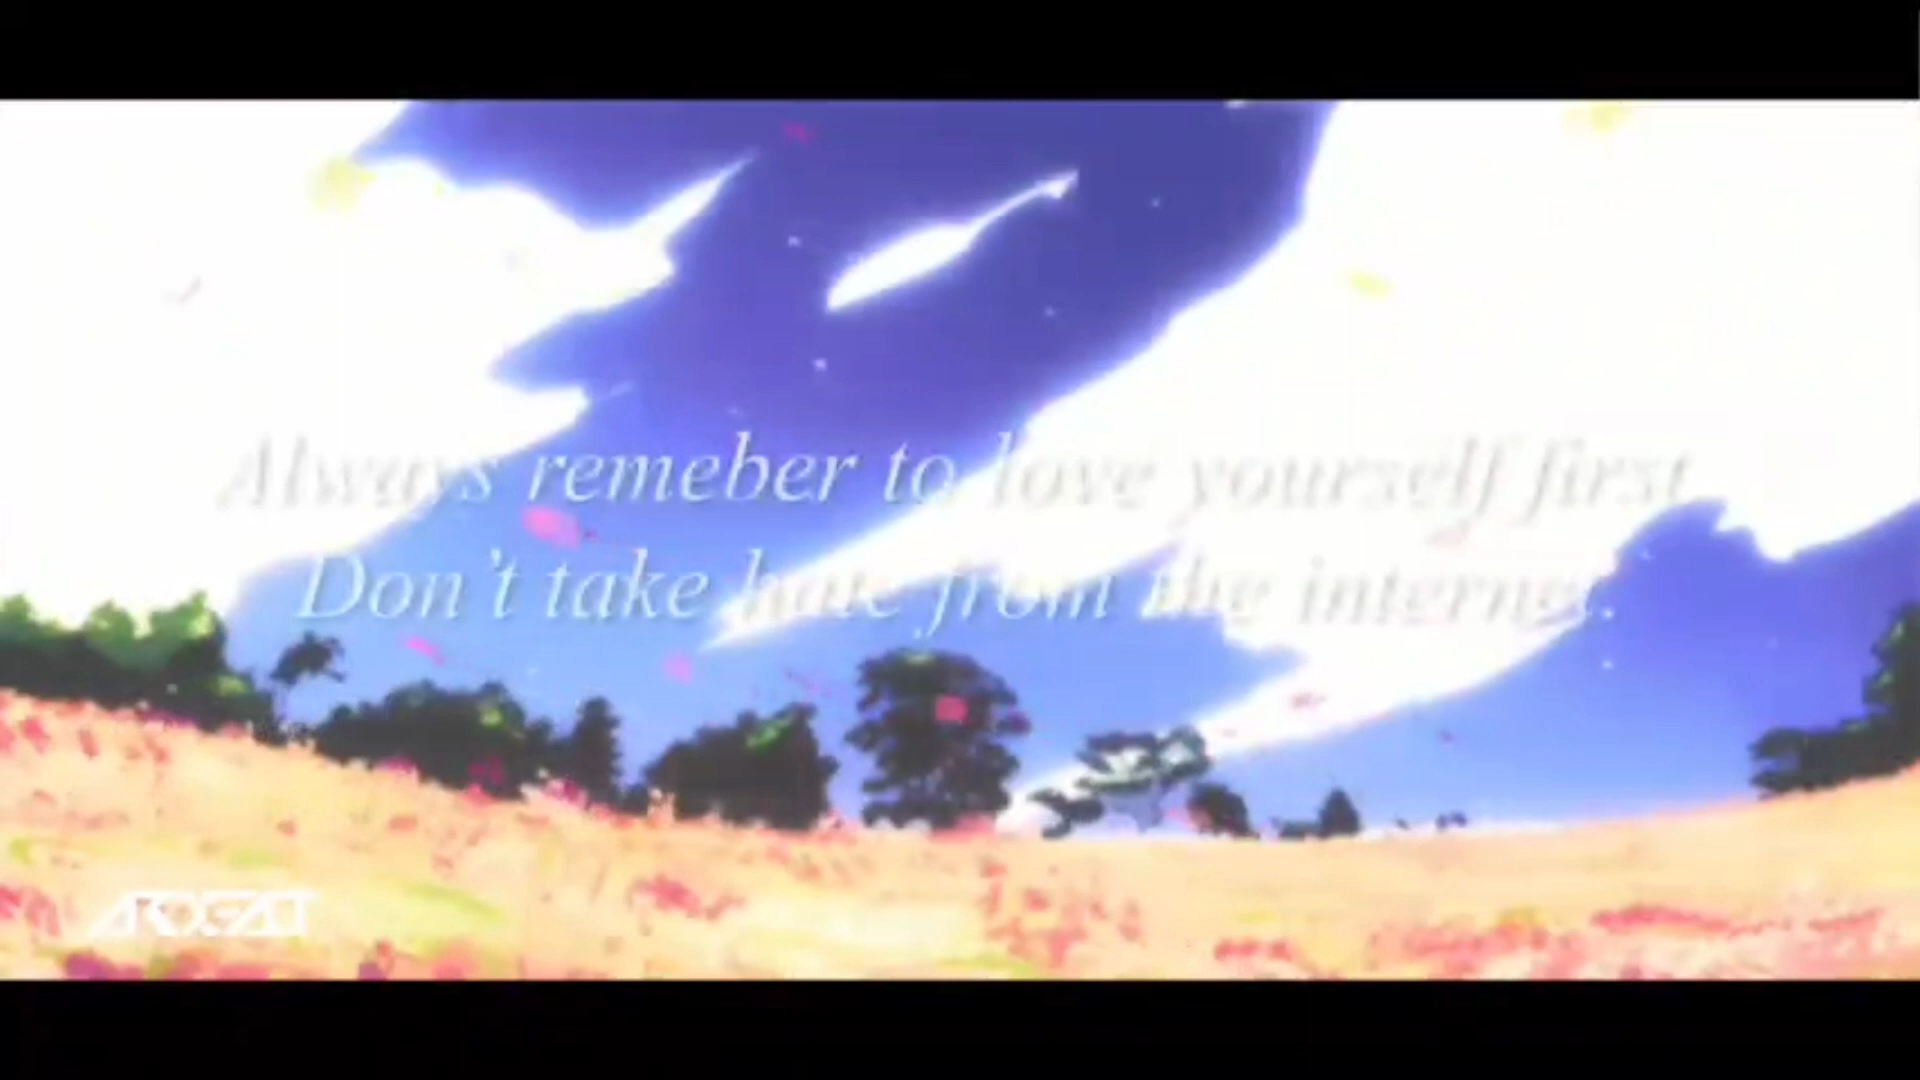 Always remeber to love yourself first
Don't take hate from the internet.